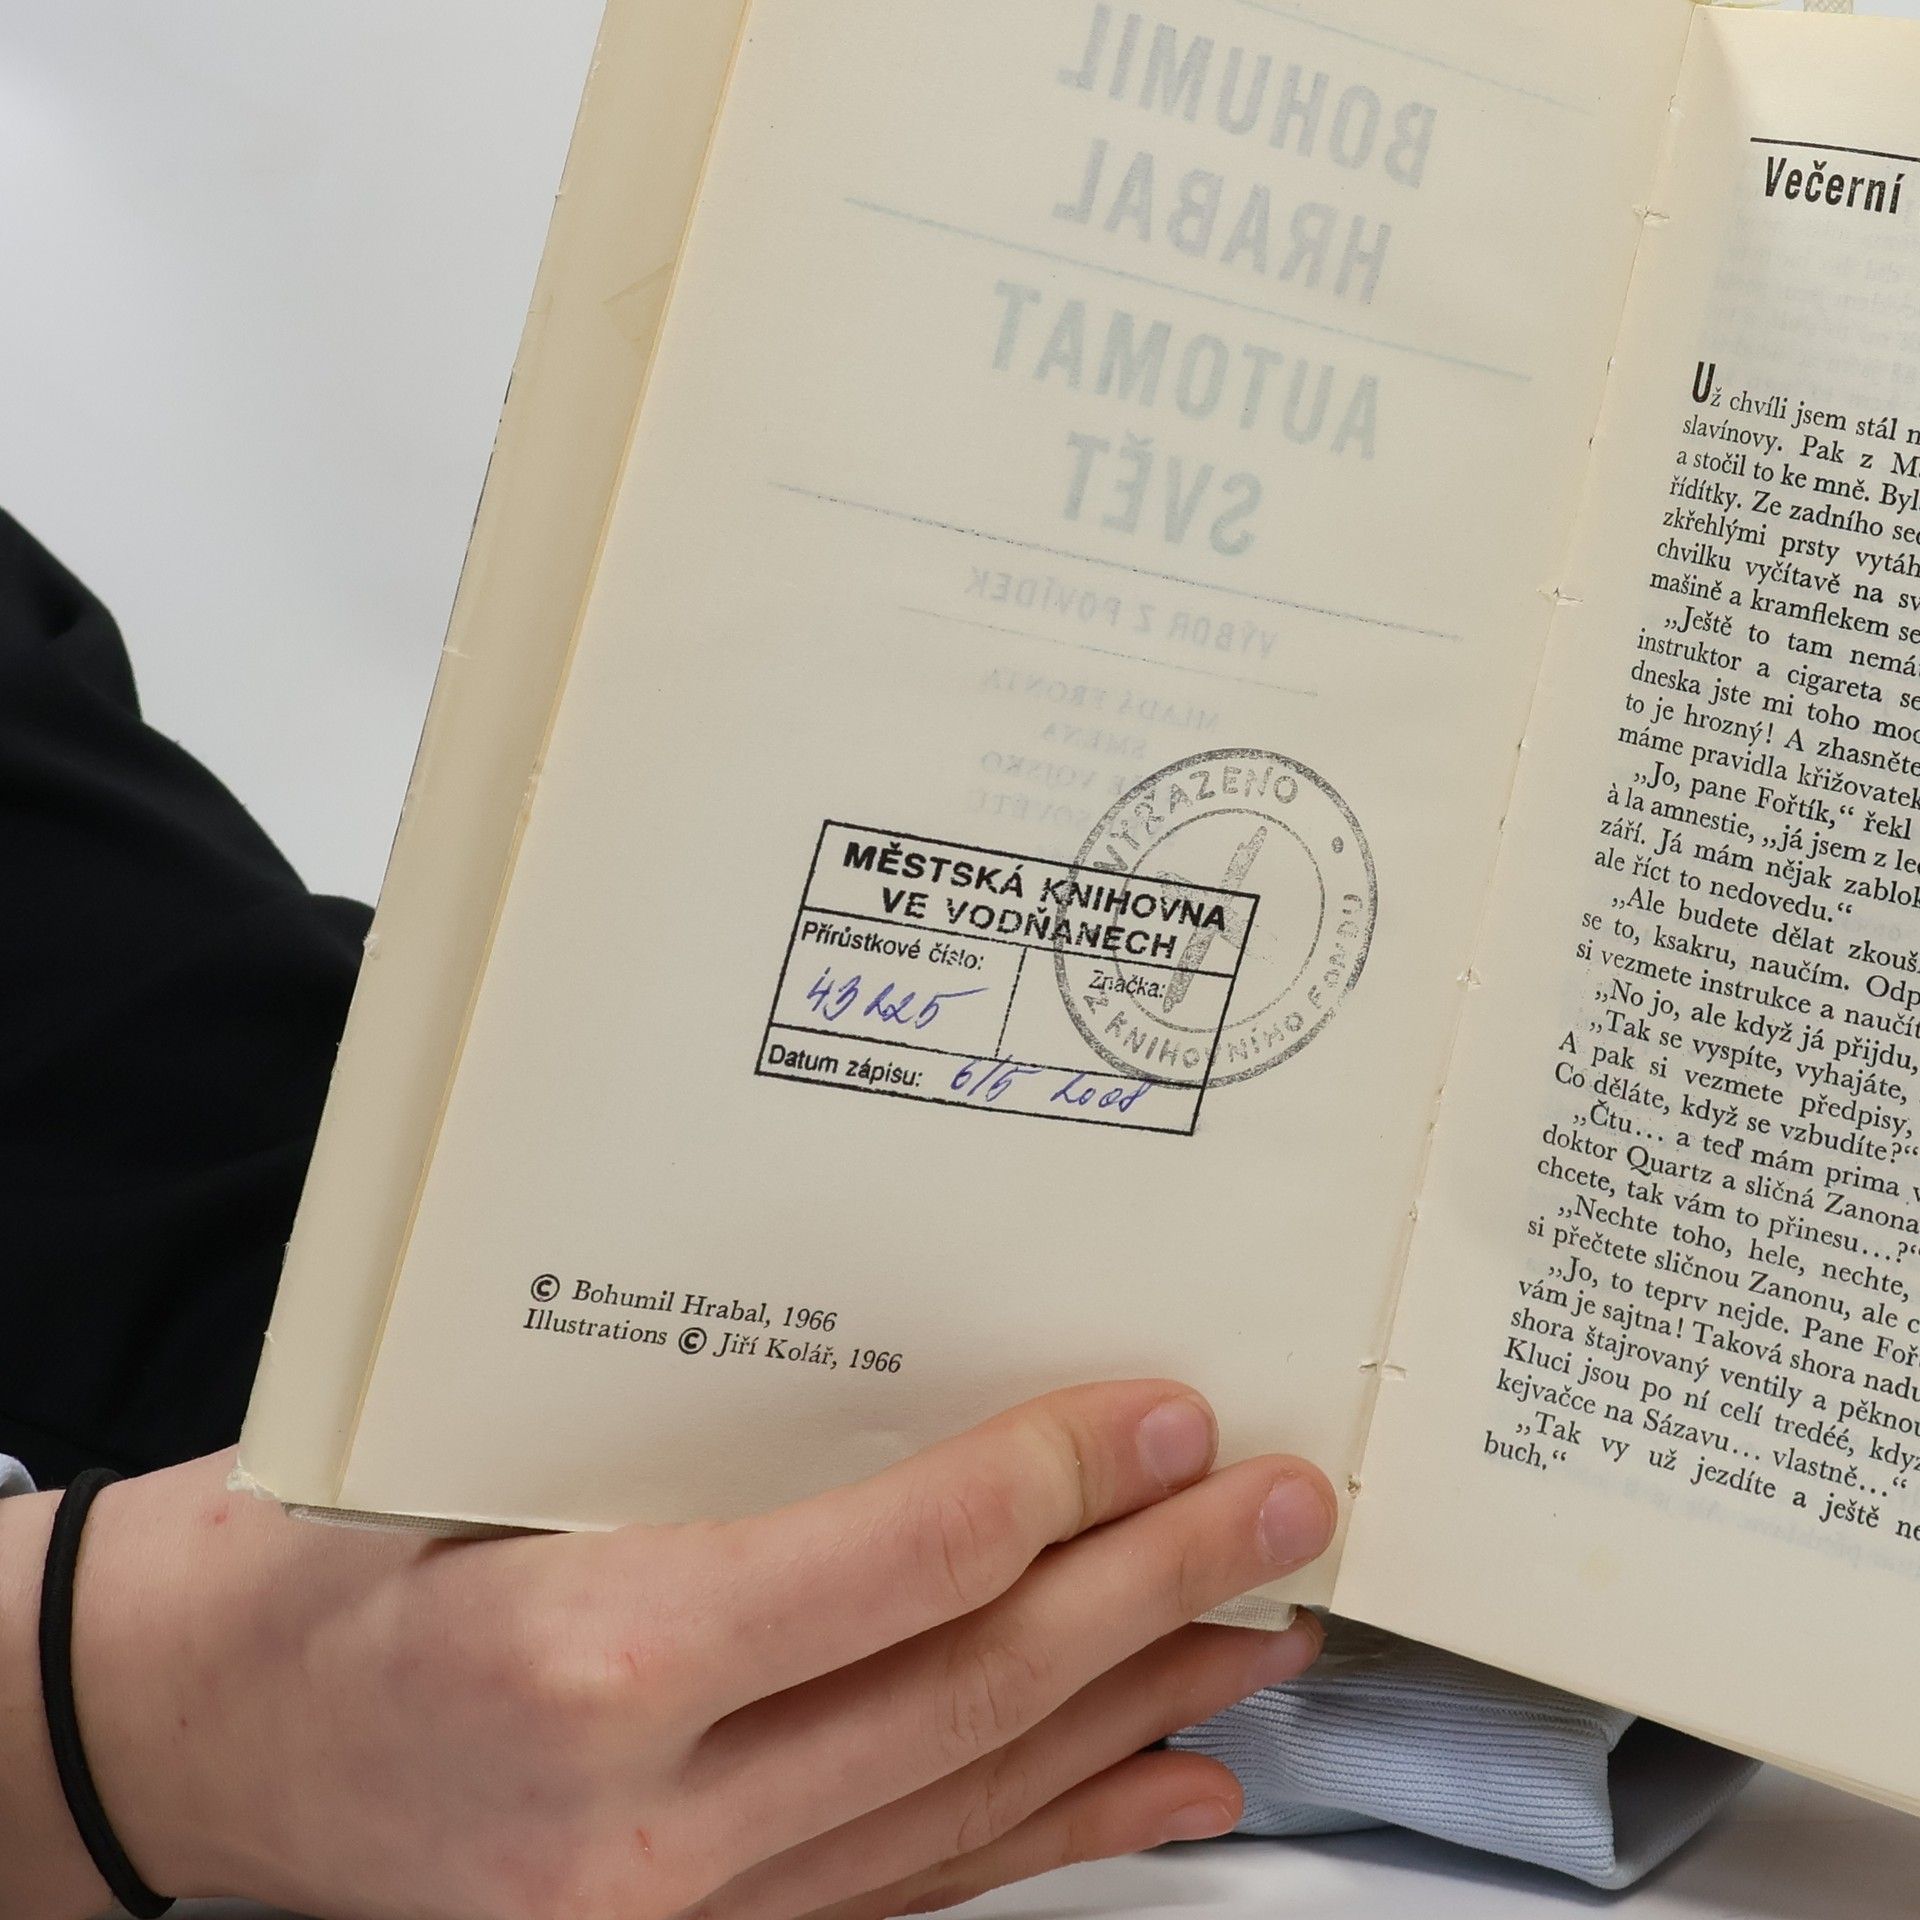 BOHUMIL
HRABAL
AUTOMAT
SVĚT
VÝBOR Z POVÍDEK
MLADÁ FRONTA
SMENA
VOJSKO
VYŘAZENO
Z KNIHOVNÍHO FONDU
MĚSTSKÁ KNIHOVNA
VE VODŇANECH
Přírůstkové číslo:
Značka:
43225
Datum zápisu: 6/5 2008
© Bohumil Hrabal, 1966
Illustrations © Jiří Kolář, 1966
Večerní
Už chvíli jsem stál
slavínovy. Pak z
a stočil to ke mně.
řídítky. Ze zadního
zkřehlými prsty
chvilku vyčítavě na
mašině a kramflekem se
„Ještě to tam
instruktor a cigareta se
dneska jste mi toho
to je hrozný! A zhasněte
máme pravidla
„Jo, pane Fořtík,“ řekl
à la amnestie, „já jsem z
září. Já mám nějak
ale říct to nedovedu.“
„Ale budete dělat
se to, ksakru, naučím.
si vezmete instrukce a
„No jo, ale když já přijdu,
„Tak se vyspíte, vyhajáte,
A pak si vezmete předpisy,
Co děláte, když se vzbudíte?“
„Čtu... a teď mám prima
doktor Quartz a sličná Zanona
chcete, tak vám to přinesu...?“
„Nechte toho, hele, nechte,
si přečtete sličnou Zanonu, ale
„Jo, to teprv nejde. Pane
vám je sajtna! Taková shora
shora štajrovaný ventily a
Kluci jsou po ní celí tredéé,
kejvačce na Sázavu... vlastně...“
„Tak vy už jezdíte a ještě
buch.“